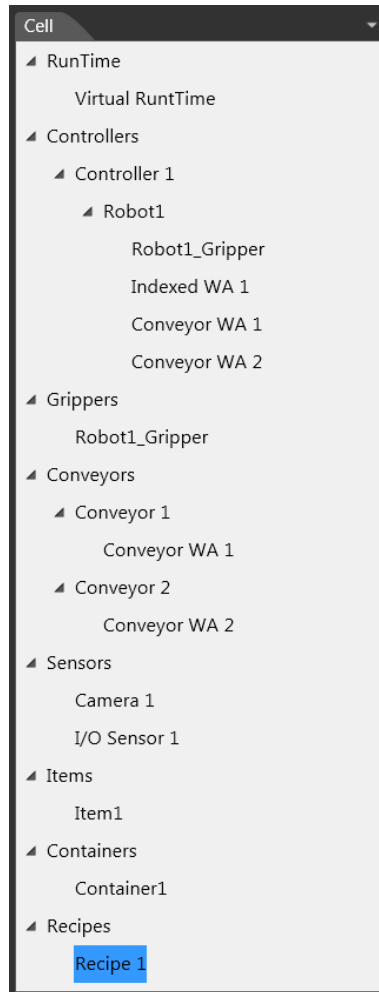 Cell
RunTime
Virtual RuntTime
Controllers
Controller 1
Robot1
Robot1_Gripper
Indexed WA 1
Conveyor WA 1
Conveyor WA 2
Grippers
Robot1_Gripper
Conveyors
Conveyor 1
Conveyor WA 1
Conveyor 2
Conveyor WA 2
Sensors
Camera 1
I/O Sensor 1
Items
Item1
Containers
Container1
Recipes
Recipe 1